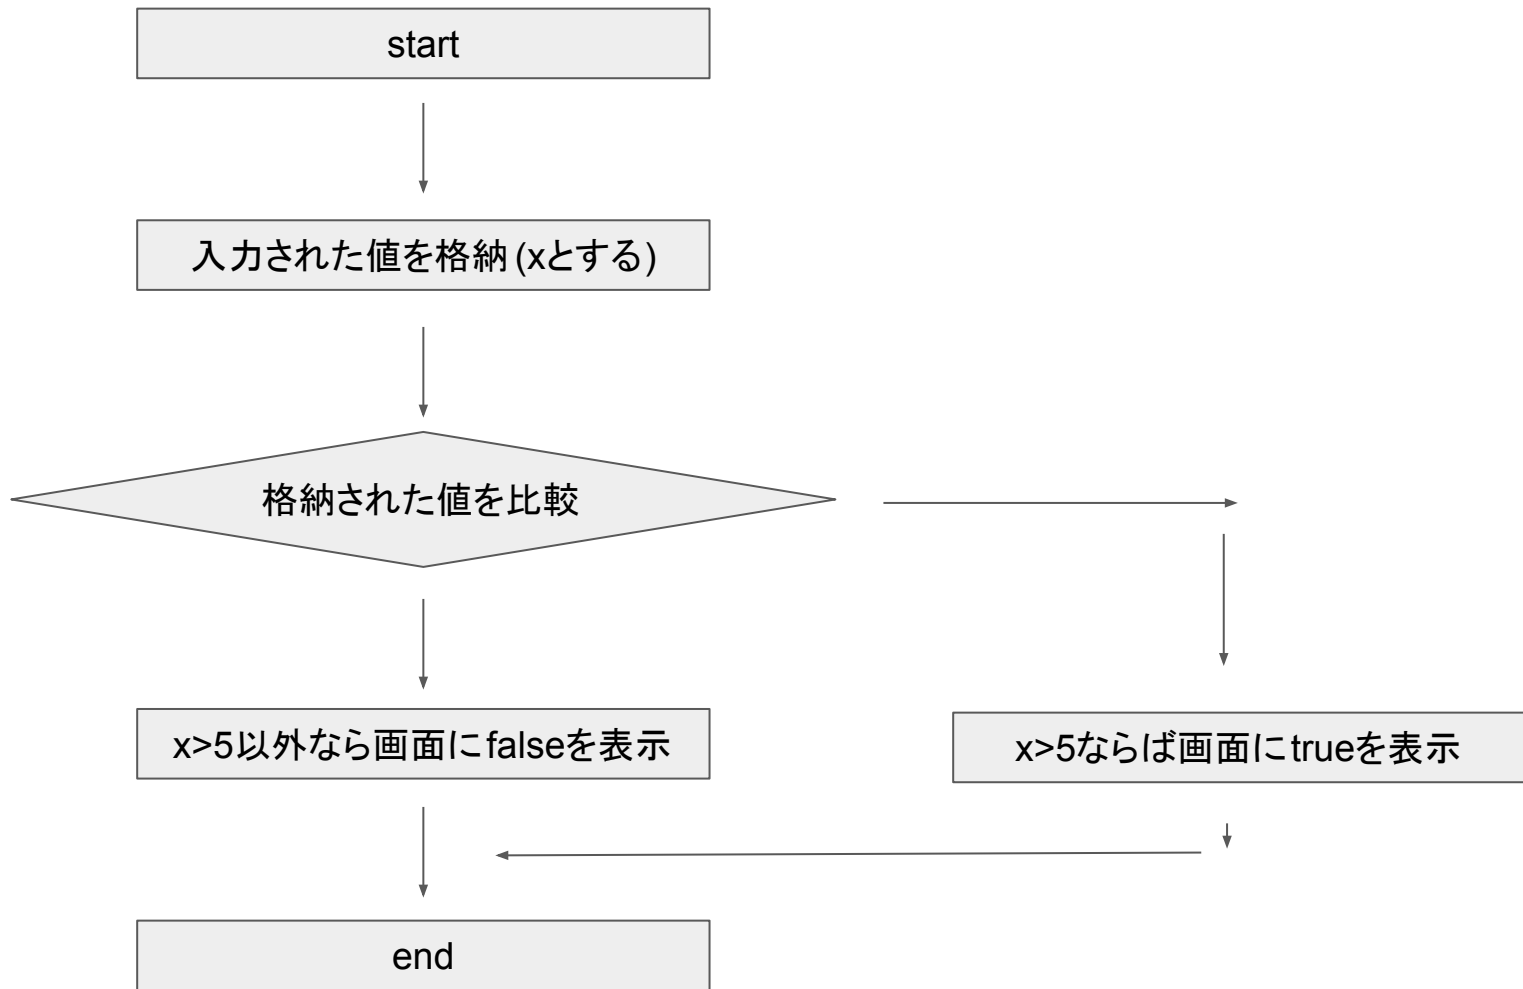 start
入力された値を格納(xとする)
格納された値を比較
x>5以外なら画面にfalseを表示
x>5ならば画面にtrueを表示
end